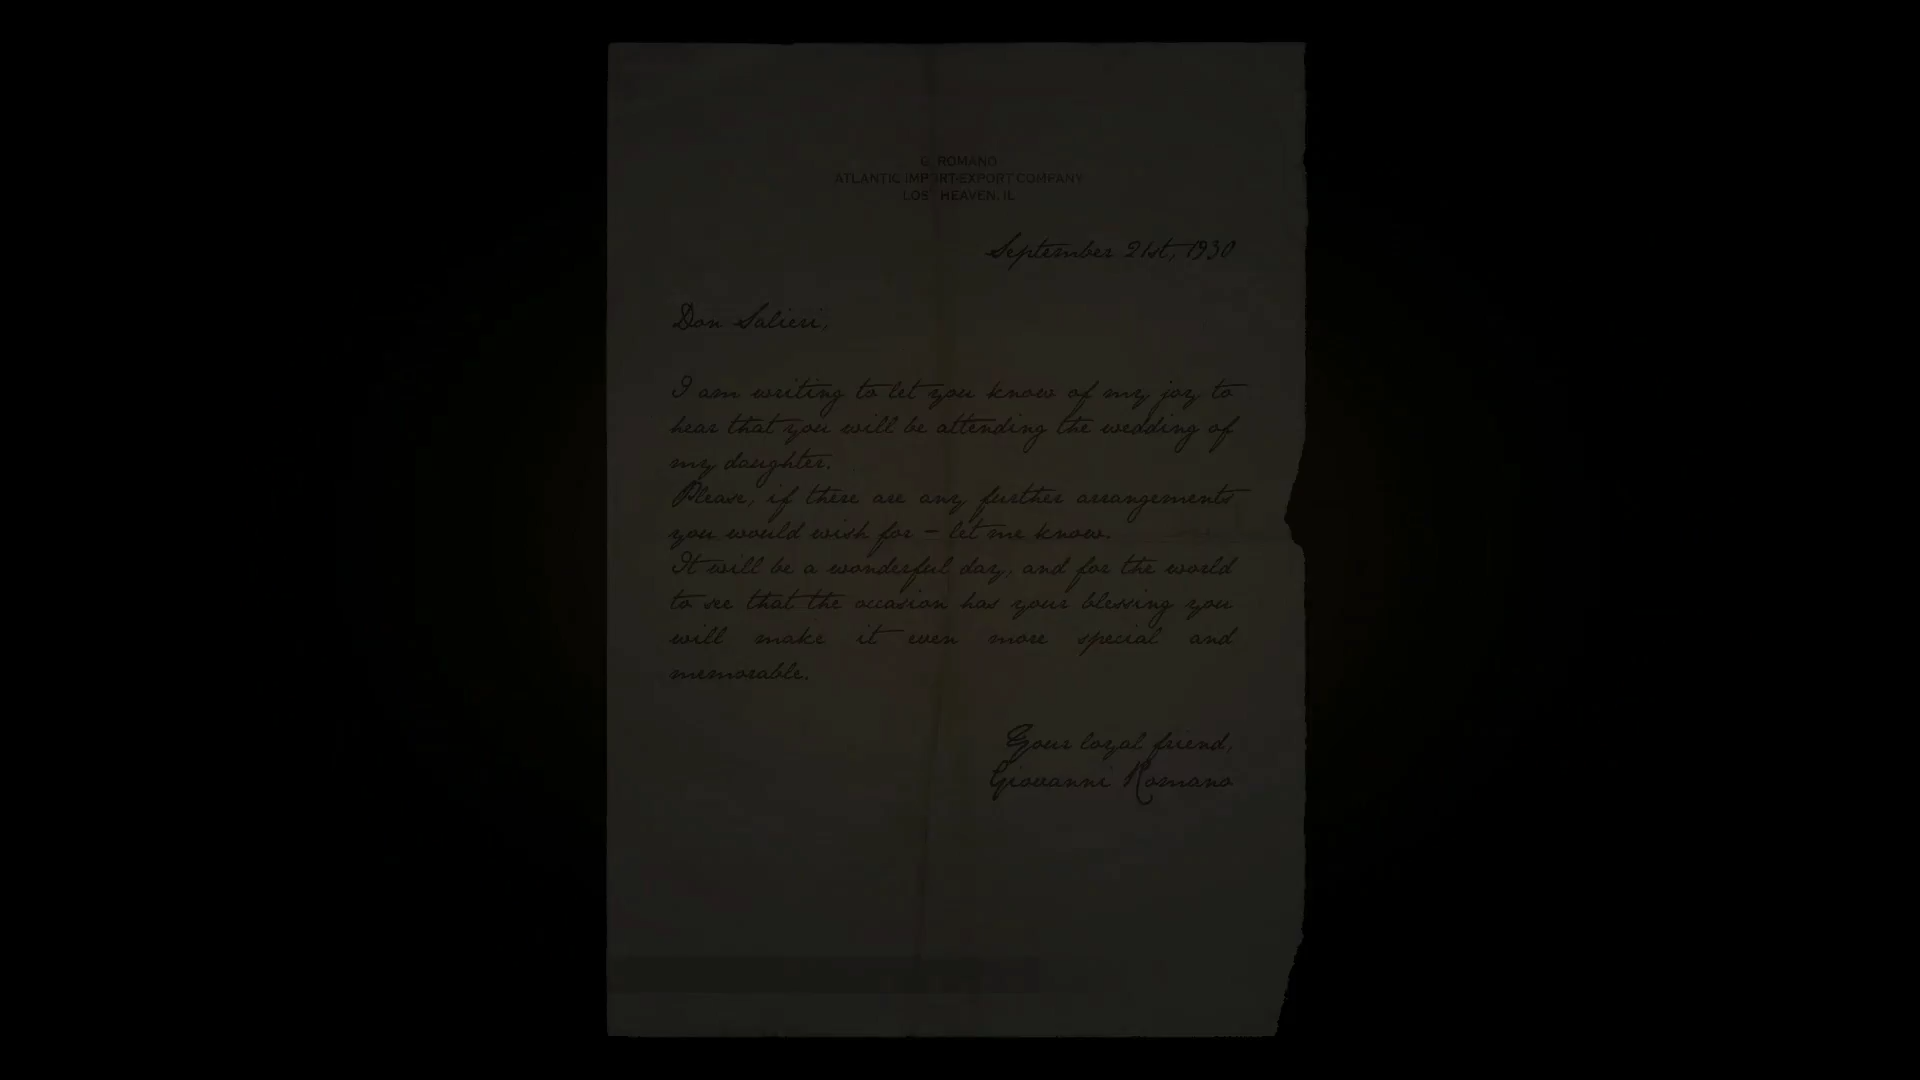 G. ROMANO
ATLANTIC IMPORT-EXPORT COMPANY
LOST HEAVEN, IL
September 21st, 1930
Don Salieri,
I am writing to let you know of my joy to
hear that you will be attending the wedding of
my daughter.
Please, if there are any further arrangements
you would wish for – let me know.
It will be a wonderful day, and for the world
to see that the occasion has your blessing you
will make it even more special and
memorable.
Your loyal friend,
Giovanni Romano